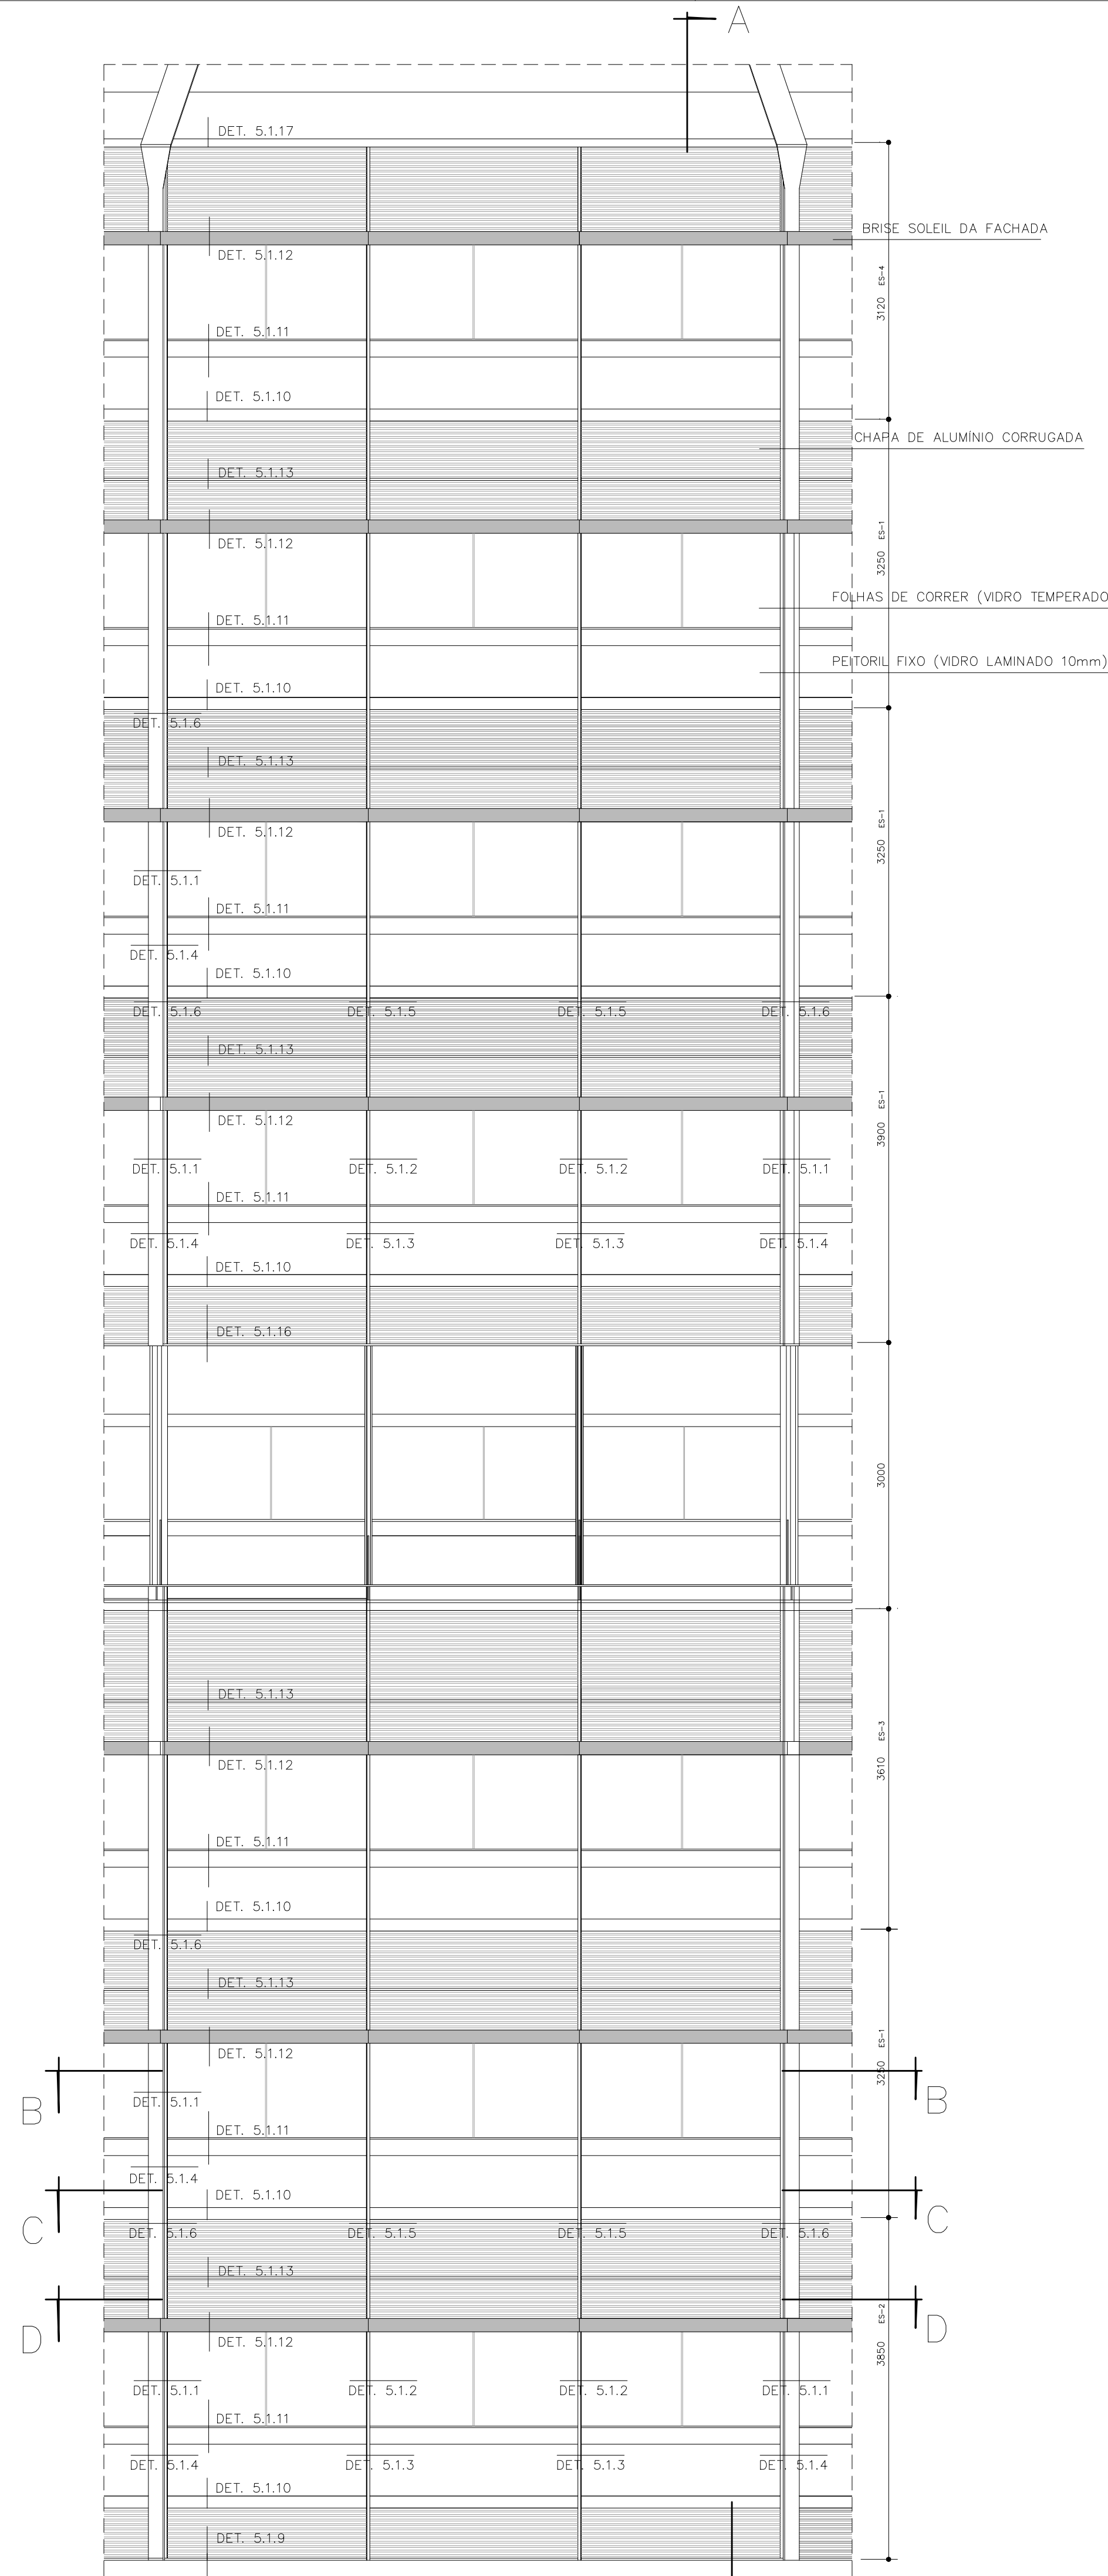 A
DET. 5.1.17
BRISE SOLEIL DA FACHADA
DET. 5.1.12
3120 ES-4
DET. 5.1.11
DET. 5.1.10
CHAPA DE ALUMÍNIO CORRUGADA
DET. 5.1.13
DET. 5.1.12
3250 ES-1
FOLHAS DE CORRER (VIDRO TEMPERADO
DET. 5.1.11
PEITORIL FIXO (VIDRO LAMINADO 10mm)
DET. 5.1.10
DET. 5.1.6
DET. 5.1.13
DET. 5.1.12
3250 ES-1
DET. 5.1.1
DET. 5.1.11
DET. 5.1.4
DET. 5.1.10
DET. 5.1.6 DET. 5.1.5 DET. 5.1.5 DET. 5.1.6
DET. 5.1.13
DET. 5.1.12
3900 ES-1
DET. 5.1.1 DET. 5.1.2 DET. 5.1.2 DET. 5.1.1
DET. 5.1.11
DET. 5.1.4 DET. 5.1.3 DET. 5.1.3 DET. 5.1.4
DET. 5.1.10
DET. 5.1.16
3000
DET. 5.1.13
DET. 5.1.12
3610 ES-3
DET. 5.1.11
DET. 5.1.10
DET. 5.1.6
DET. 5.1.13
DET. 5.1.12
3250 ES-1
B DET. 5.1.1 B
DET. 5.1.11
DET. 5.1.4
DET. 5.1.10
C DET. 5.1.6 DET. 5.1.5 DET. 5.1.5 DET. 5.1.6 C
DET. 5.1.13
D DET. 5.1.12 D
3850 ES-2
DET. 5.1.1 DET. 5.1.2 DET. 5.1.2 DET. 5.1.1
DET. 5.1.11
DET. 5.1.4 DET. 5.1.3 DET. 5.1.3 DET. 5.1.4
DET. 5.1.10
DET. 5.1.9